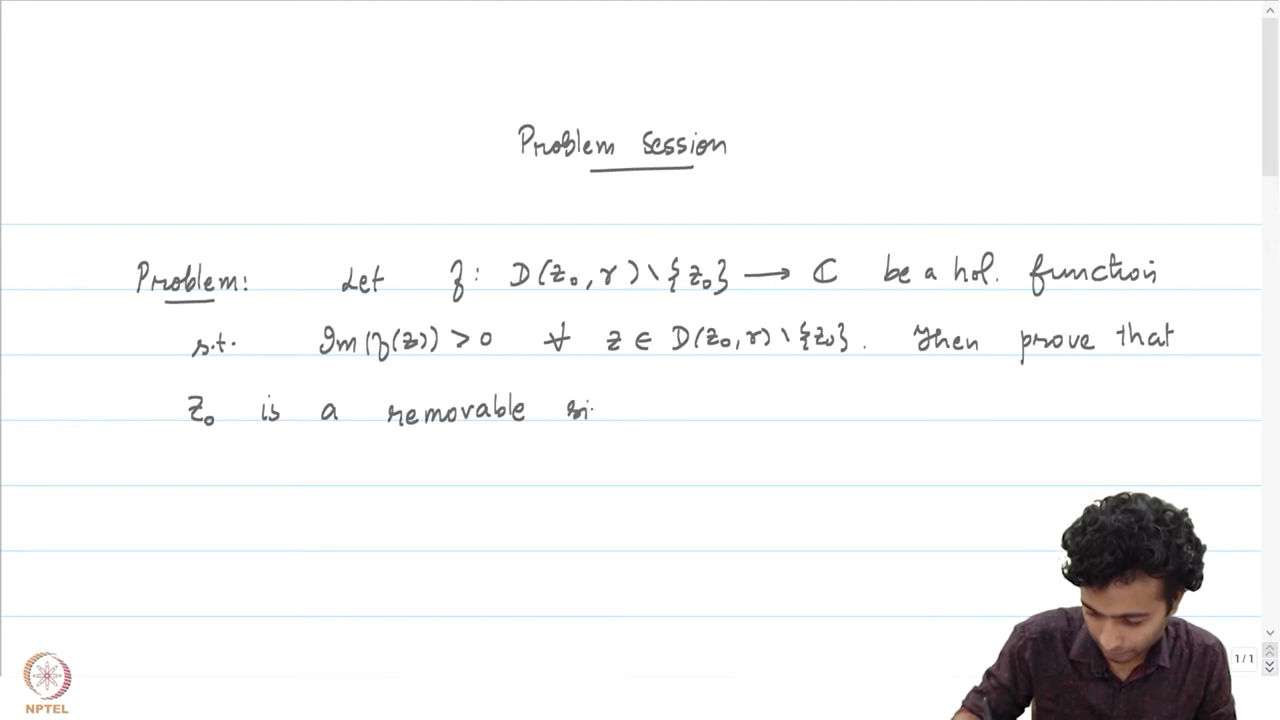 Problem Session
Problem: Let f: D(z₀, r) \ {z₀} → ℂ be a hol. function
s.t. Im(f(z)) > 0 ∀ z ∈ D(z₀, r) \ {z₀}. Then prove that
z₀ is a removable si
1/1
NPTEL